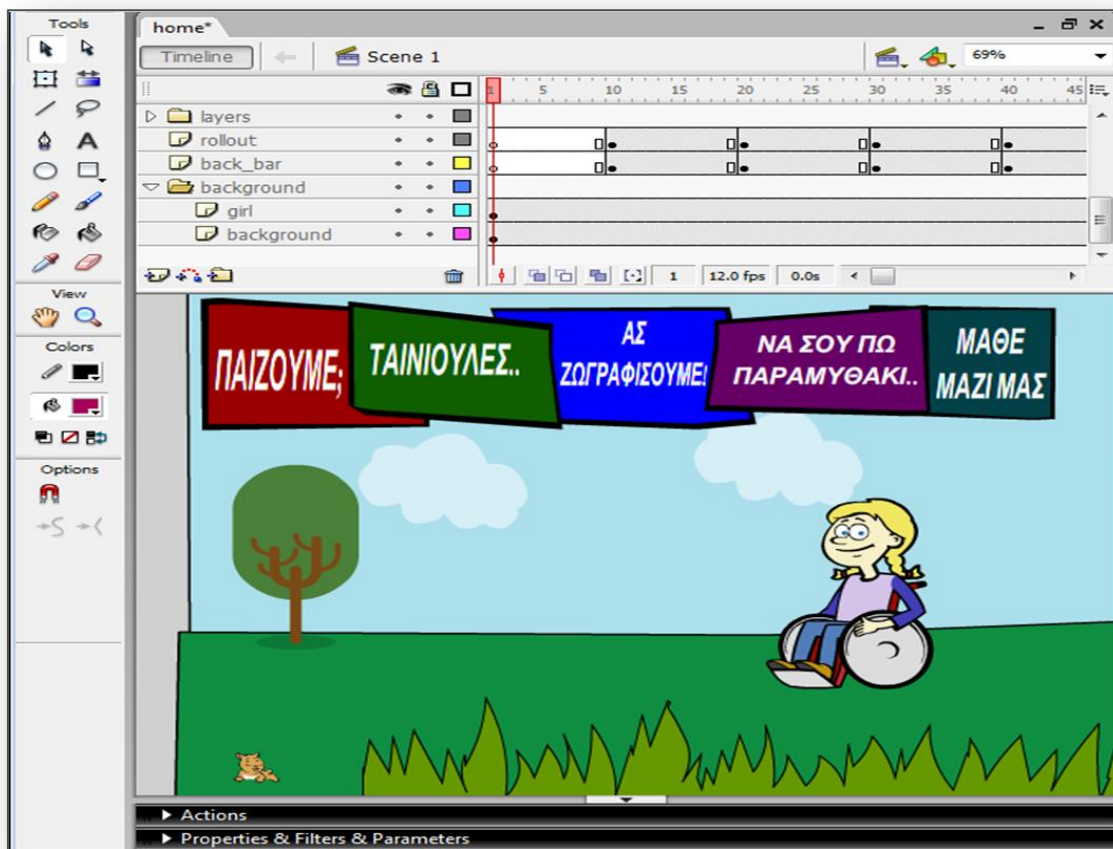 Tools
home*
Timeline
Scene 1
69%
1 5 10 15 20 25 30 35 40 45
layers
rollout
back_bar
background
girl
background
1 12.0 fps 0.0s
View
Colors
Options
ΠΑΙΖΟΥΜΕ;
ΤΑΙΝΙΟΥΛΕΣ..
ΑΣ
ΖΩΓΡΑΦΙΣΟΥΜΕ!
ΝΑ ΣΟΥ ΠΩ
ΠΑΡΑΜΥΘΑΚΙ..
ΜΑΘΕ
ΜΑΖΙ ΜΑΣ
Actions
Properties & Filters & Parameters